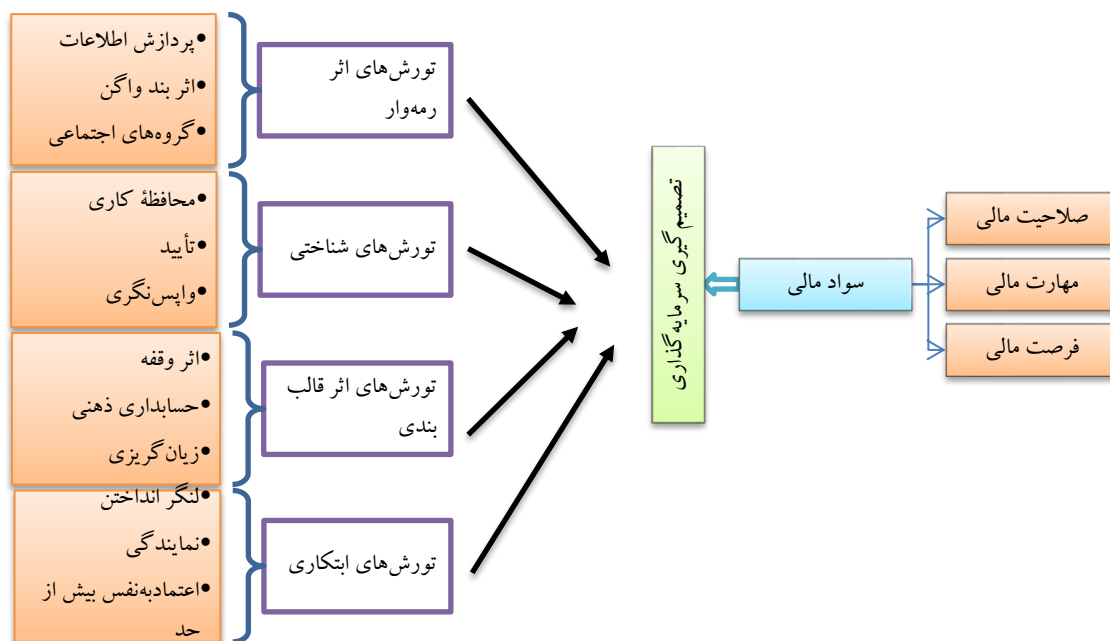 •پردازش اطلاعات
•اثر بند واگن
•گروه‌های اجتماعی
تورش‌های اثر
رمه‌وار
•محافظهٔ کاری
•تأیید
•واپس‌نگری
تورش‌های شناختی
•اثر وقفه
•حسابداری ذهنی
•زیان‌گریزی
تورش‌های اثر قالب
بندی
•لنگر انداختن
•نمایندگی
•اعتمادبه‌نفس بیش از
حد
تورش‌های ابتکاری
تصمیم گیری سرمایه گذاری
سواد مالی
صلاحیت مالی
مهارت مالی
فرصت مالی